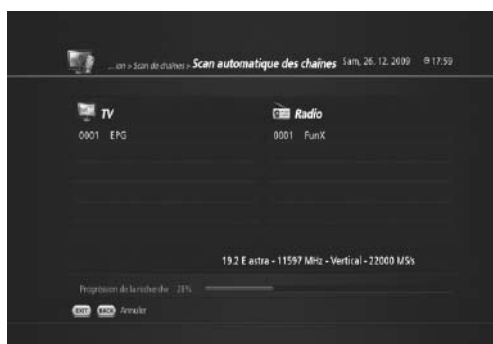 ... ion > Scan de chaînes > Scan automatique des chaînes Sam, 26. 12. 2009 17:59
TV
Radio
0001 EPG
0001 FunX
19.2 E astra - 11597 MHz - Vertical - 22000 MS/s
Progression de la recherche 28%
EXIT BACK Annuler